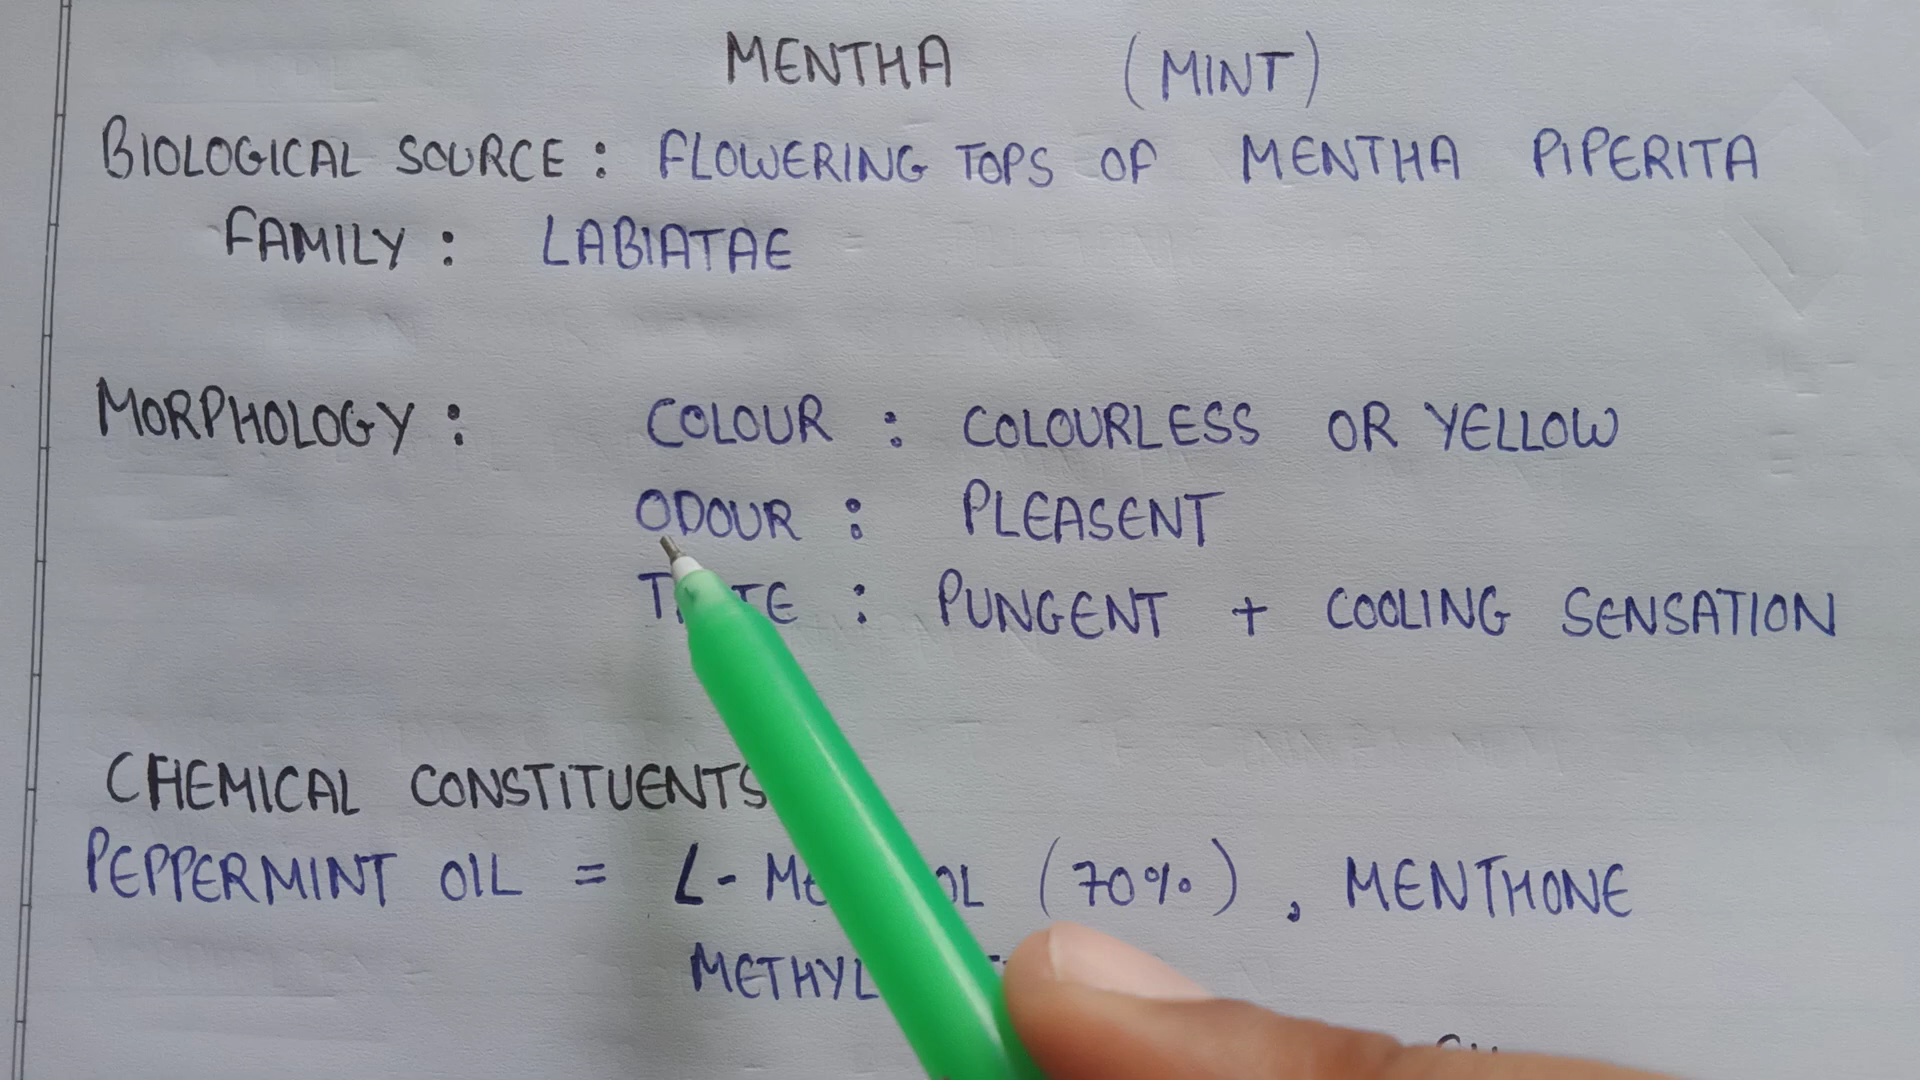 MENTHA (MINT)
BIOLOGICAL SOURCE : FLOWERING TOPS OF MENTHA PIPERITA
FAMILY : LABIATAE
MORPHOLOGY : COLOUR : COLOURLESS OR YELLOW
ODOUR : PLEASENT
: PUNGENT + COOLING SENSATION
CHEMICAL CONSTITUENTS
PEPPERMINT OIL = L- (70%), MENTHONE
METHYL